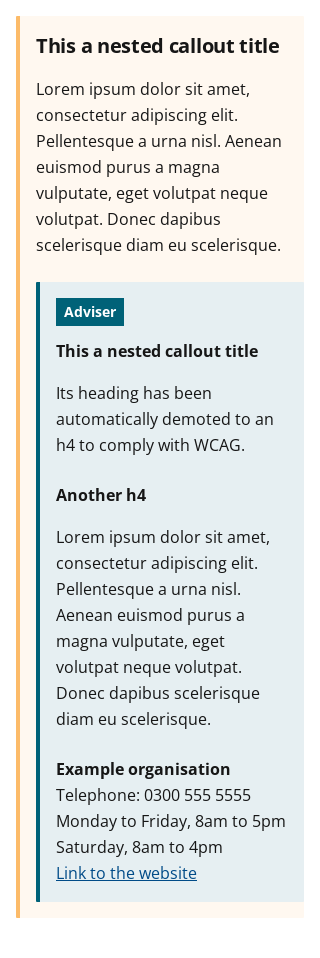 This a nested callout title
Lorem ipsum dolor sit amet,
consectetur adipiscing elit.
Pellentesque a urna nisl. Aenean
euismod purus a magna
vulputate, eget volutpat neque
volutpat. Donec dapibus
scelerisque diam eu scelerisque.
Adviser
This a nested callout title
Its heading has been
automatically demoted to an
h4 to comply with WCAG.
Another h4
Lorem ipsum dolor sit amet,
consectetur adipiscing elit.
Pellentesque a urna nisl.
Aenean euismod purus a
magna vulputate, eget
volutpat neque volutpat.
Donec dapibus scelerisque
diam eu scelerisque.
Example organisation
Telephone: 0300 555 5555
Monday to Friday, 8am to 5pm
Saturday, 8am to 4pm
Link to the website